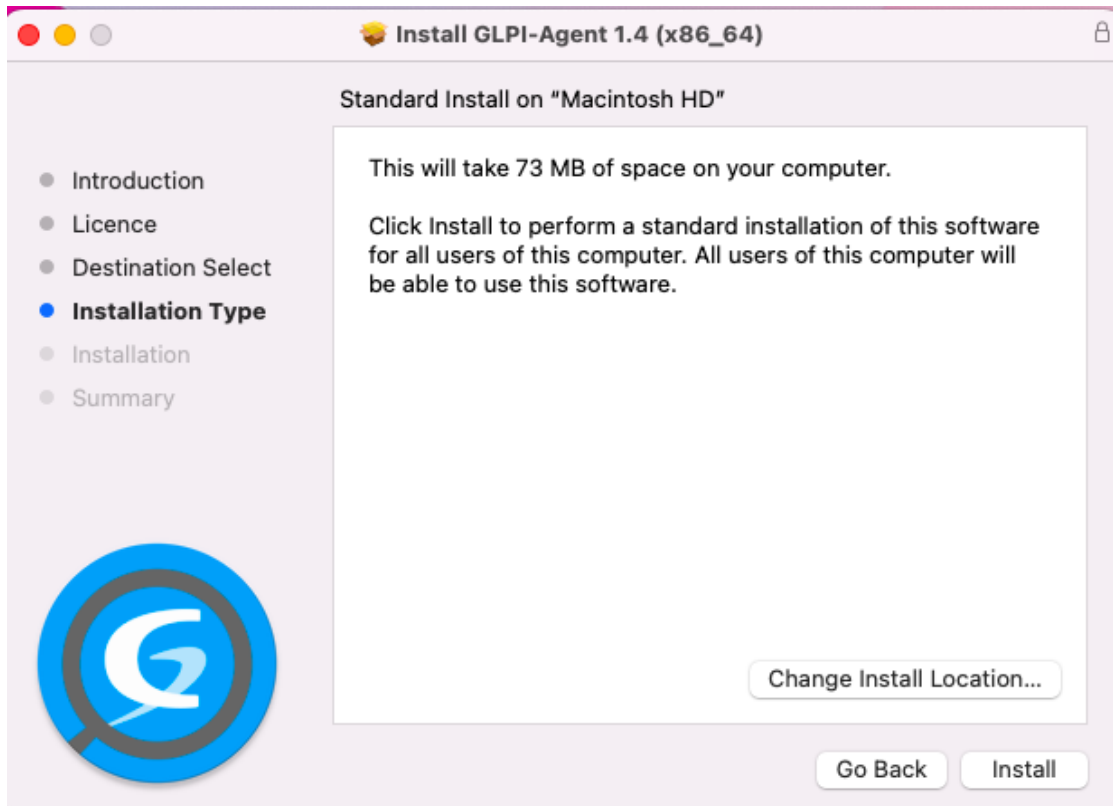 Install GLPI-Agent 1.4 (x86_64)
Standard Install on “Macintosh HD”
Introduction
Licence
Destination Select
Installation Type
Installation
Summary
This will take 73 MB of space on your computer.
Click Install to perform a standard installation of this software
for all users of this computer. All users of this computer will
be able to use this software.
Change Install Location...
Go Back
Install